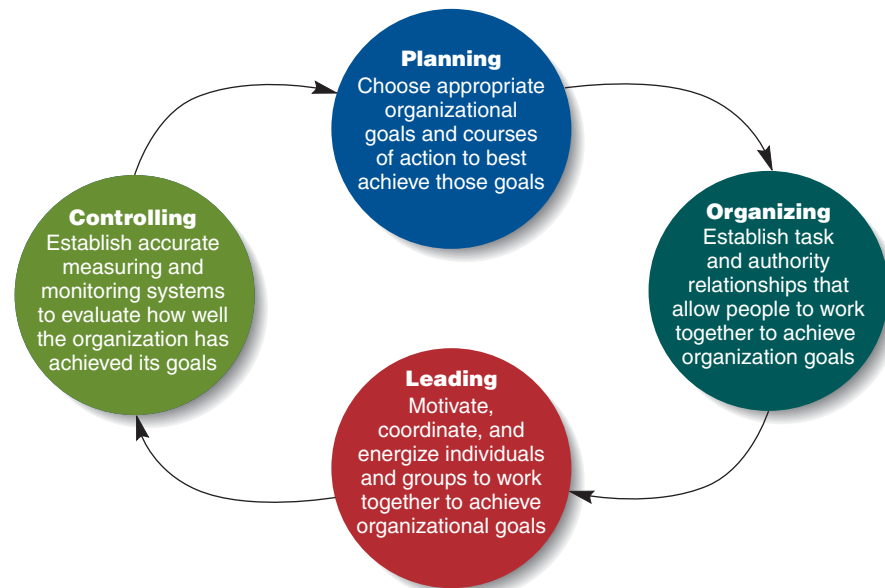 Planning
Choose appropriate
organizational
goals and courses
of action to best
achieve those goals
Organizing
Establish task
and authority
relationships that
allow people to work
together to achieve
organization goals
Leading
Motivate,
coordinate, and
energize individuals
and groups to work
together to achieve
organizational goals
Controlling
Establish accurate
measuring and
monitoring systems
to evaluate how well
the organization has
achieved its goals